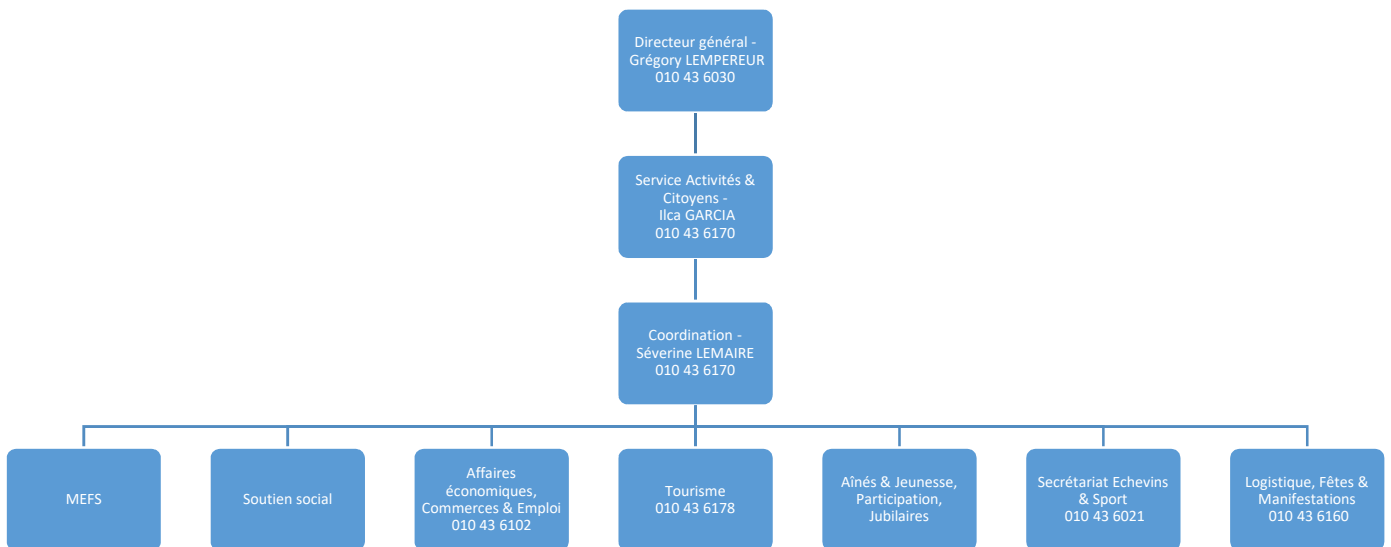 Directeur général -
Grégory LEMPEREUR
010 43 6030
Service Activités &
Citoyens -
Ilca GARCIA
010 43 6170
Coordination -
Séverine LEMAIRE
010 43 6170
MEFS
Soutien social
Affaires
économiques,
Commerces & Emploi
010 43 6102
Tourisme
010 43 6178
Aînés & Jeunesse,
Participation,
Jubilaires
Secrétariat Echevins
& Sport
010 43 6021
Logistique, Fêtes &
Manifestations
010 43 6160